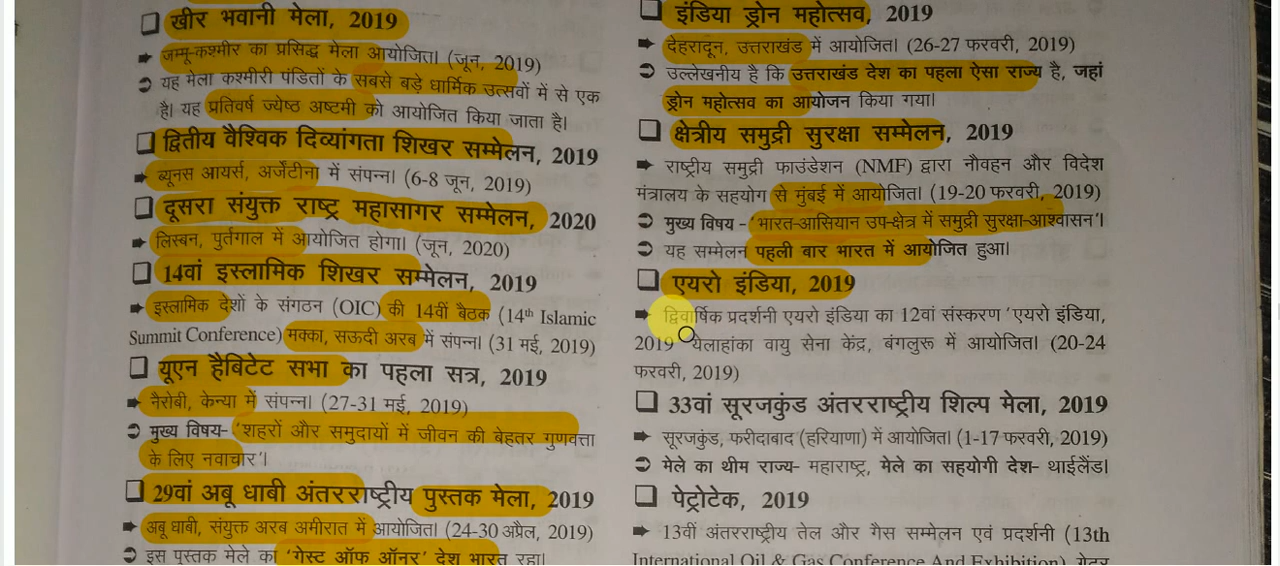 ❑ खीर भवानी मेला, 2019
➡ जम्मू-कश्मीर का प्रसिद्ध मेला आयोजित। (जून, 2019)
➲ यह मेला कश्मीरी पंडितों के सबसे बड़े धार्मिक उत्सवों में से एक
है। यह प्रतिवर्ष ज्येष्ठ अष्टमी को आयोजित किया जाता है।
❑ द्वितीय वैश्विक दिव्यांगता शिखर सम्मेलन, 2019
➡ ब्यूनस आयर्स, अर्जेंटीना में संपन्न। (6-8 जून, 2019)
❑ दूसरा संयुक्त राष्ट्र महासागर सम्मेलन, 2020
➡ लिस्बन, पुर्तगाल में आयोजित होगा। (जून, 2020)
❑ 14वां इस्लामिक शिखर सम्मेलन, 2019
➡ इस्लामिक देशों के संगठन (OIC) की 14वीं बैठक (14th Islamic
Summit Conference) मक्का, सऊदी अरब में संपन्न। (31 मई, 2019)
❑ यूएन हैबिटेट सभा का पहला सत्र, 2019
➡ नैरोबी, केन्या में संपन्न। (27-31 मई, 2019)
➲ मुख्य विषय- 'शहरों और समुदायों में जीवन की बेहतर गुणवत्ता
के लिए नवाचार'।
❑ 29वां अबू धाबी अंतरराष्ट्रीय पुस्तक मेला, 2019
➡ अबू धाबी, संयुक्त अरब अमीरात में आयोजित। (24-30 अप्रैल, 2019)
➲ इस पुस्तक मेले का 'गेस्ट ऑफ ऑनर' देश भारत रहा।
❑ इंडिया ड्रोन महोत्सव, 2019
➡ देहरादून, उत्तराखंड में आयोजित। (26-27 फरवरी, 2019)
➲ उल्लेखनीय है कि उत्तराखंड देश का पहला ऐसा राज्य है, जहां
ड्रोन महोत्सव का आयोजन किया गया।
❑ क्षेत्रीय समुद्री सुरक्षा सम्मेलन, 2019
➡ राष्ट्रीय समुद्री फाउंडेशन (NMF) द्वारा नौवहन और विदेश
मंत्रालय के सहयोग से मुंबई में आयोजित। (19-20 फरवरी, 2019)
➲ मुख्य विषय - 'भारत-आसियान उप-क्षेत्र में समुद्री सुरक्षा-आश्वासन'।
➲ यह सम्मेलन पहली बार भारत में आयोजित हुआ।
❑ एयरो इंडिया, 2019
➡ द्विवार्षिक प्रदर्शनी एयरो इंडिया का 12वां संस्करण 'एयरो इंडिया,
2019' येलाहांका वायु सेना केंद्र, बंगलुरू में आयोजित। (20-24
फरवरी, 2019)
❑ 33वां सूरजकुंड अंतरराष्ट्रीय शिल्प मेला, 2019
➡ सूरजकुंड, फरीदाबाद (हरियाणा) में आयोजित। (1-17 फरवरी, 2019)
➲ मेले का थीम राज्य- महाराष्ट्र, मेले का सहयोगी देश- थाईलैंड।
❑ पेट्रोटेक, 2019
➡ 13वीं अंतरराष्ट्रीय तेल और गैस सम्मेलन एवं प्रदर्शनी (13th
International Oil & Gas Conference And Exhibition) ग्रेटर